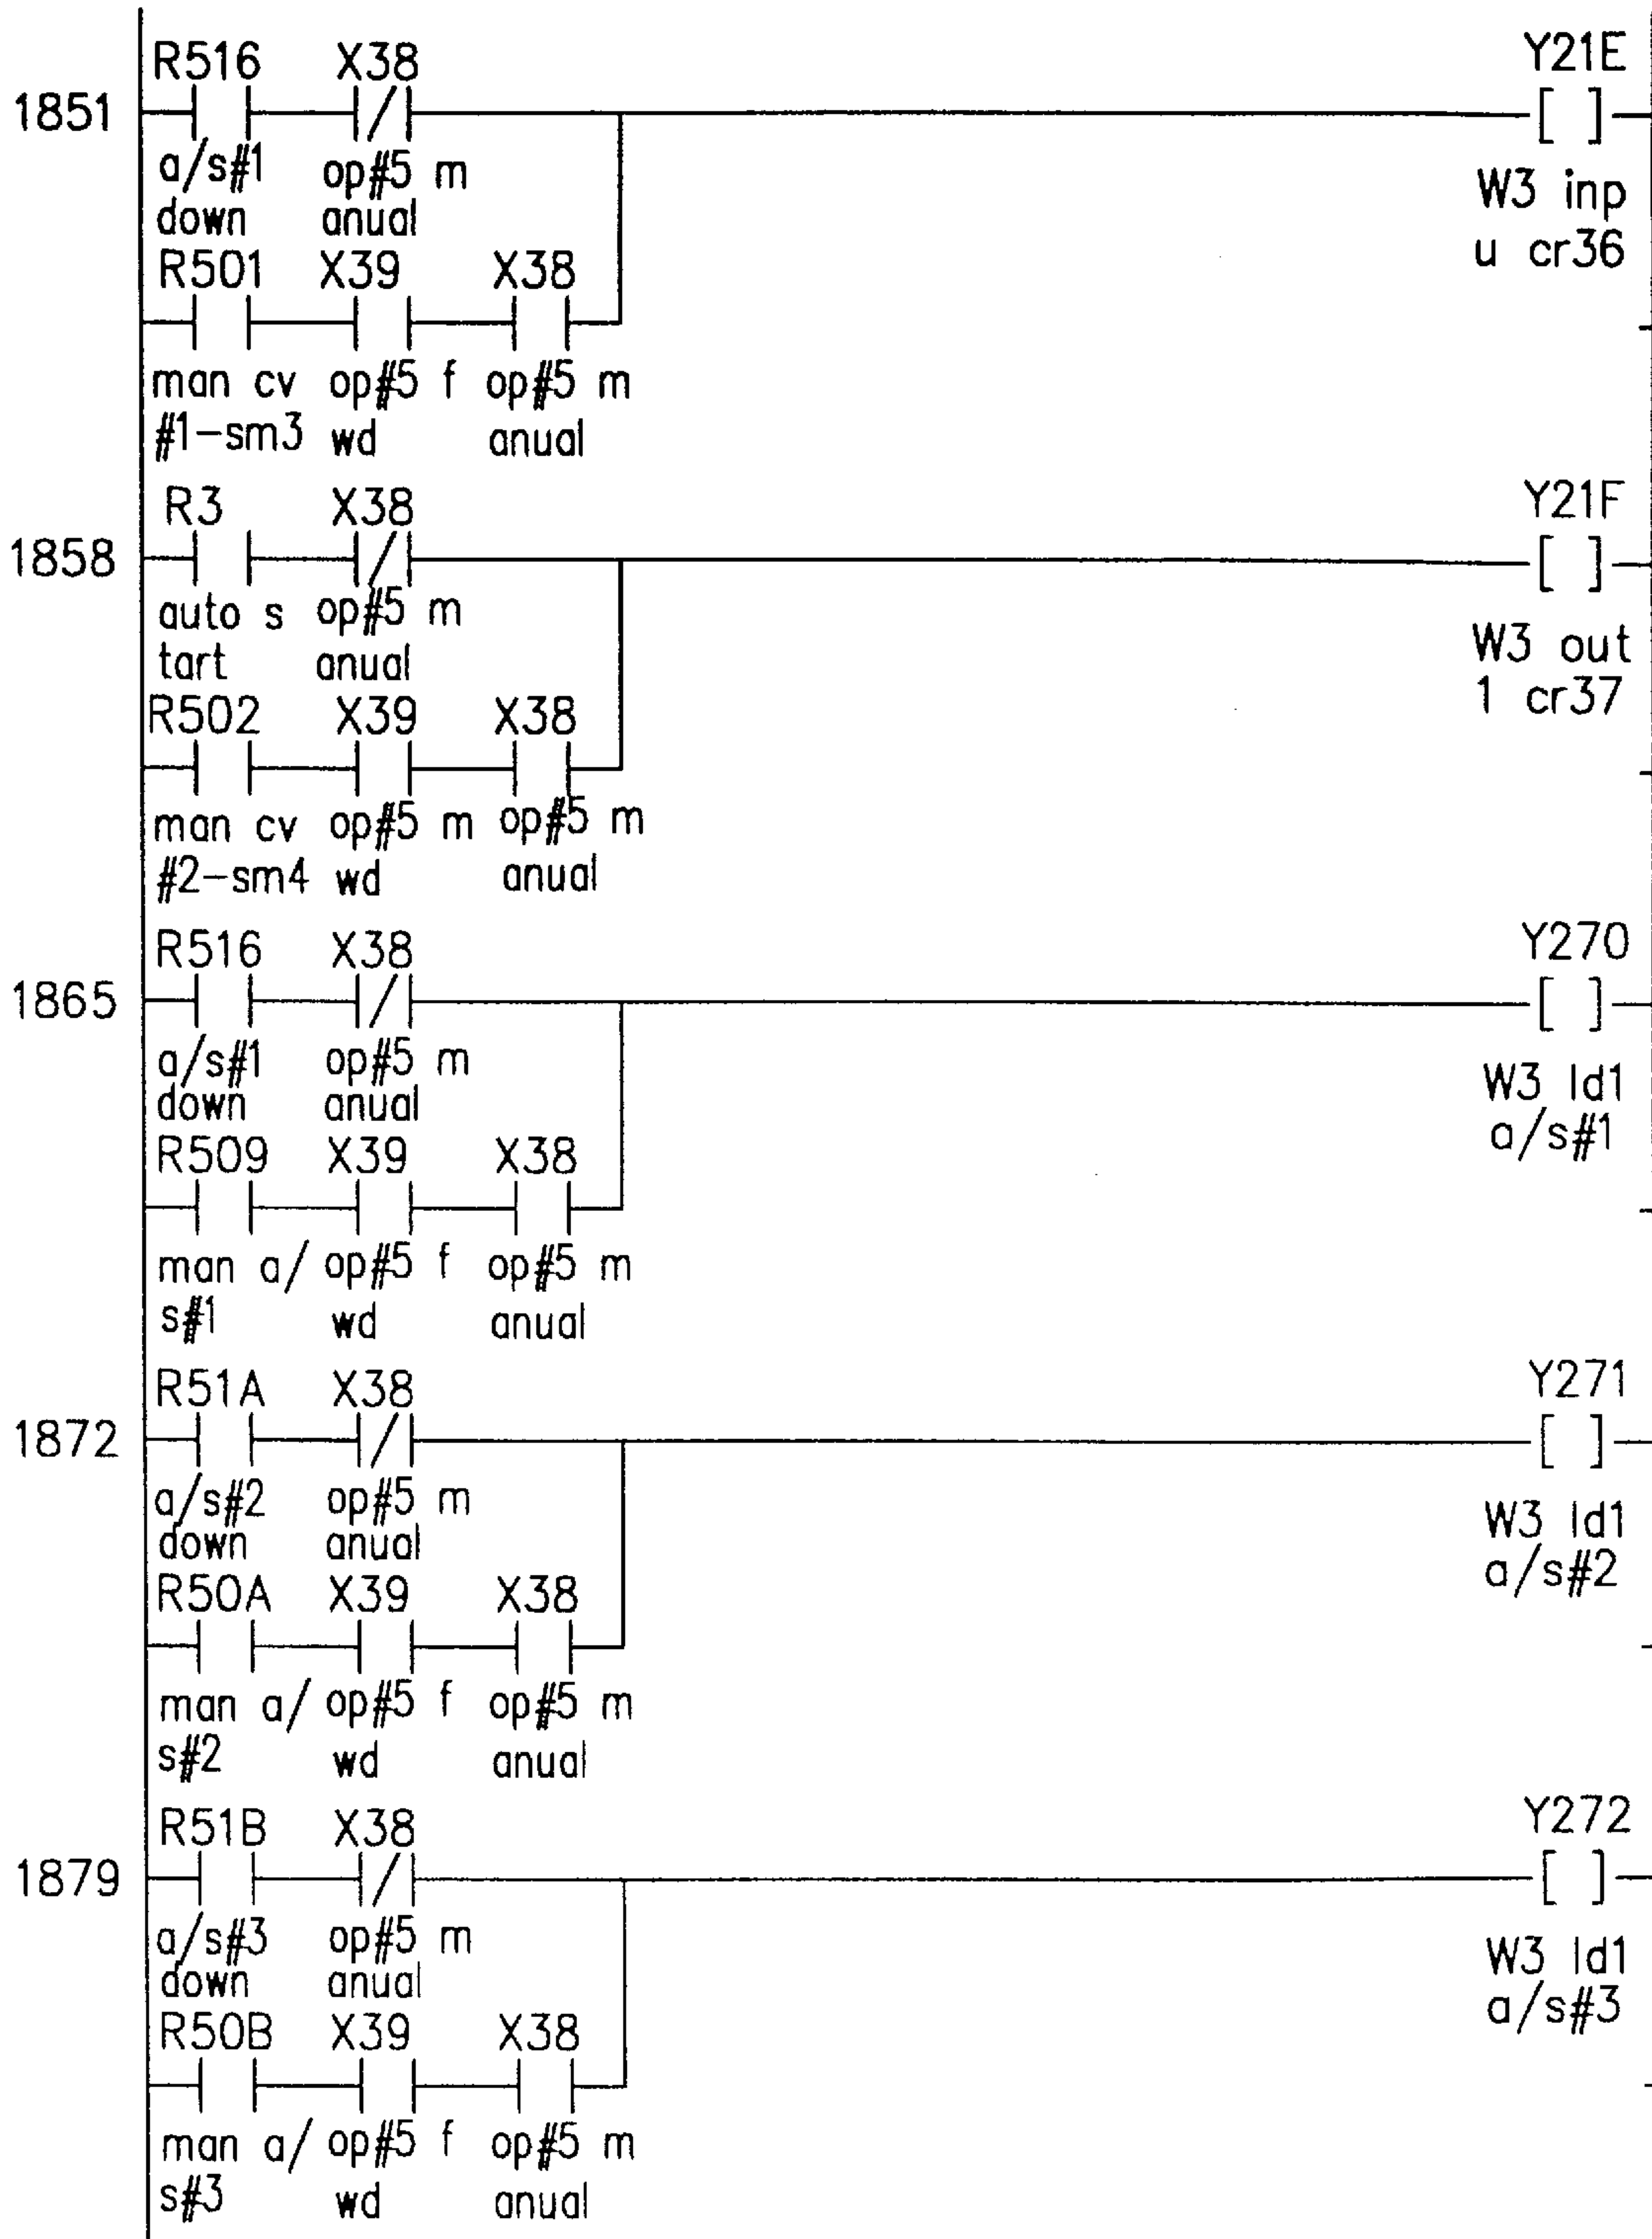 R516 X38 Y21E
1851 [ ]
a/s#1 op#5 m W3 inp
down anual u cr36
R501 X39 X38
man cv op#5 f op#5 m
#1-sm3 wd anual
R3 X38 Y21F
1858 [ ]
auto s op#5 m W3 out
tart anual 1 cr37
R502 X39 X38
man cv op#5 m op#5 m
#2-sm4 wd anual
R516 X38 Y270
1865 [ ]
a/s#1 op#5 m W3 ld1
down anual a/s#1
R509 X39 X38
man a/ op#5 f op#5 m
s#1 wd anual
R51A X38 Y271
1872 [ ]
a/s#2 op#5 m W3 ld1
down anual a/s#2
R50A X39 X38
man a/ op#5 f op#5 m
s#2 wd anual
R51B X38 Y272
1879 [ ]
a/s#3 op#5 m W3 ld1
down anual a/s#3
R50B X39 X38
man a/ op#5 f op#5 m
s#3 wd anual